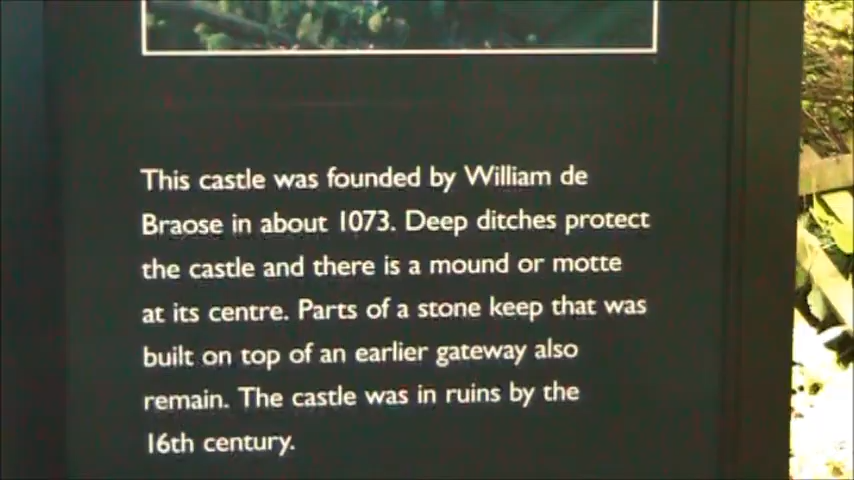 This castle was founded by William de
Braose in about 1073. Deep ditches protect
the castle and there is a mound or motte
at its centre. Parts of a stone keep that was
built on top of an earlier gateway also
remain. The castle was in ruins by the
16th century.